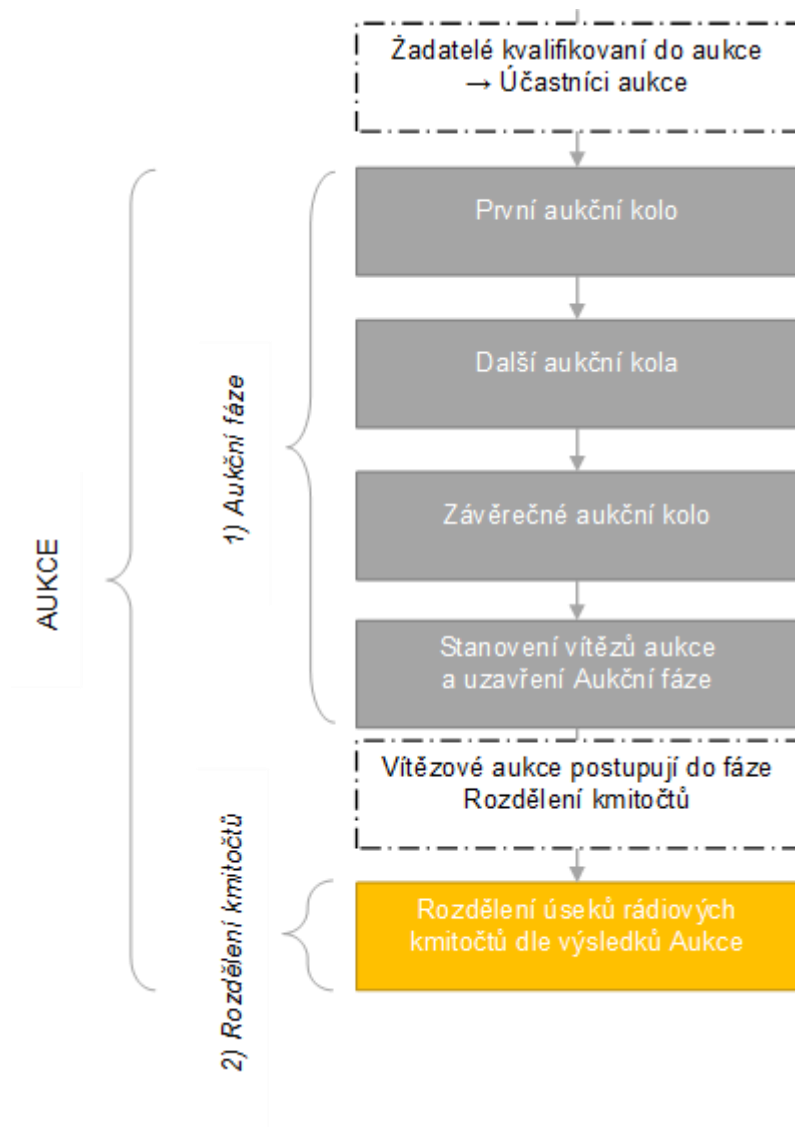 Žadatelé kvalifikovaní do aukce
→ Účastníci aukce
První aukční kolo
Další aukční kola
1) Aukční fáze
Závěrečné aukční kolo
AUKCE
Stanovení vítězů aukce
a uzavření Aukční fáze
Vítězové aukce postupují do fáze
Rozdělení kmitočtů
2) Rozdělení kmitočtů
Rozdělení úseků rádiových
kmitočtů dle výsledků Aukce